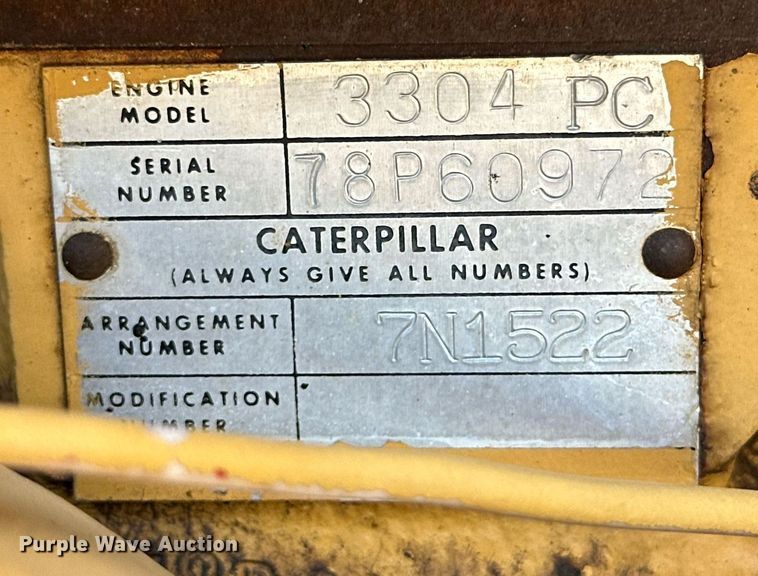 ENGINE MODEL 3304 PC
SERIAL NUMBER 78P60972
CATERPILLAR
(ALWAYS GIVE ALL NUMBERS)
ARRANGEMENT NUMBER 7N1522
MODIFICATION NUMBER
Purple Wave Auction